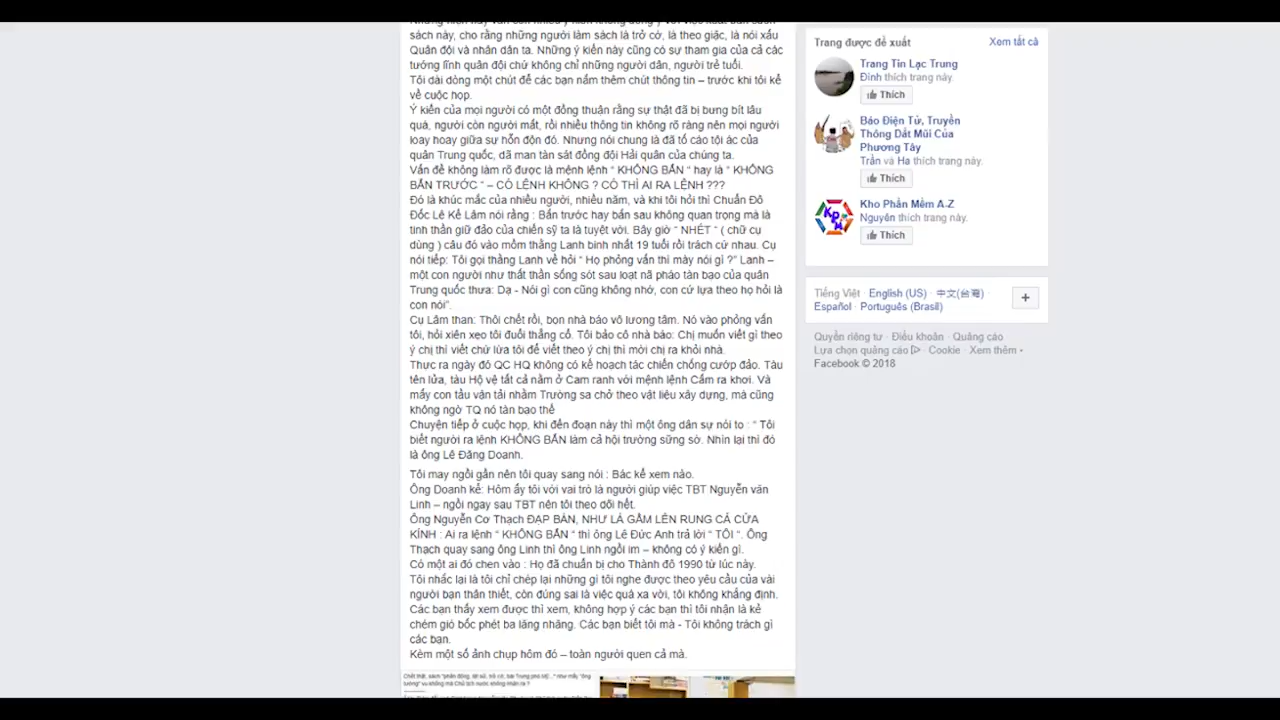 Nhưng hiện nay vẫn còn nhiều ý kiến không đồng ý với việc xuất bản sách
sách này, cho rằng những người làm sách là trở cờ, là theo giặc, là nói xấu
Quân đội và nhân dân ta. Những ý kiến này cũng có sự tham gia của cả các
tướng lĩnh quân đội chứ không chỉ những người dân, người trẻ tuổi.
Tôi dài dòng một chút để các bạn nắm thêm chút thông tin – trước khi tôi kể
về cuộc họp.
Ý kiến của mọi người có một đồng thuận rằng sự thật đã bị bưng bít lâu
quá, người còn người mất, rồi nhiều thông tin không rõ ràng nên mọi người
loay hoay giữa sự hỗn độn đó. Nhưng nói chung là đã tố cáo tội ác của
quân Trung quốc, dã man tàn sát đồng đội Hải quân của chúng ta.
Vấn đề không làm rõ được là mệnh lệnh " KHÔNG BẮN " hay là " KHÔNG
BẮN TRƯỚC " – CÓ LỆNH KHÔNG ? CÓ THÌ AI RA LỆNH ???
Đó là khúc mắc của nhiều người, nhiều năm, và khi tôi hỏi thì Chuẩn Đô
Đốc Lê Kế Lâm nói rằng : Bắn trước hay bắn sau không quan trọng mà là
tinh thần giữ đảo của chiến sỹ ta là tuyệt vời. Bây giờ " NHÉT " ( chữ cụ
dùng ) câu đó vào mồm thằng Lanh binh nhất 19 tuổi rồi trách cứ nhau. Cụ
nói tiếp: Tôi gọi thằng Lanh về hỏi " Họ phỏng vấn thì mày nói gì ?" Lanh –
một con người như thất thần sống sót sau loạt nã pháo tàn bạo của quân
Trung quốc thưa: Dạ - Nói gì con cũng không nhớ, con cứ lựa theo họ hỏi là
con nói".
Cụ Lâm than: Thôi chết rồi, bọn nhà báo vô lương tâm. Nó vào phỏng vấn
tôi, hỏi xiên xẹo tôi đuổi thẳng cổ. Tôi bảo cô nhà báo: Chị muốn viết gì theo
ý chị thì viết chứ lừa tôi để viết theo ý chị thì mời chị ra khỏi nhà.
Thực ra ngày đó QC HQ không có kế hoạch tác chiến chống cướp đảo. Tàu
tên lửa, tàu Hộ vệ tất cả nằm ở Cam ranh với mệnh lệnh Cấm ra khơi. Và
mấy con tầu vận tải nhằm Trường sa chở theo vật liệu xây dựng, mà cũng
không ngờ TQ nó tàn bạo thế
Chuyện tiếp ở cuộc họp, khi đến đoạn này thì một ông dân sự nói to : " Tôi
biết người ra lệnh KHÔNG BẮN làm cả hội trường sững sờ. Nhìn lại thì đó
là ông Lê Đăng Doanh.
Tôi may ngồi gần nên tôi quay sang nói : Bác kể xem nào.
Ông Doanh kể: Hôm ấy tôi với vai trò là người giúp việc TBT Nguyễn văn
Linh – ngồi ngay sau TBT nên tôi theo dõi hết.
Ông Nguyễn Cơ Thạch ĐẠP BÀN, NHƯ LÀ GẦM LÊN RUNG CẢ CỬA
KÍNH : Ai ra lệnh " KHÔNG BẮN " thì ông Lê Đức Anh trả lời " TÔI ". Ông
Thạch quay sang ông Linh thì ông Linh ngồi im – không có ý kiến gì.
Có một ai đó chen vào : Họ đã chuẩn bị cho Thành đô 1990 từ lúc này.
Tôi nhắc lại là tôi chỉ chép lại những gì tôi nghe được theo yêu cầu của vài
người bạn thân thiết, còn đúng sai là việc quá xa vời, tôi không khẳng định.
Các bạn thấy xem được thì xem, không hợp ý các bạn thì tôi nhận là kẻ
chém gió bốc phét ba lăng nhăng. Các bạn biết tôi mà - Tôi không trách gì
các bạn.
Kèm một số ảnh chụp hôm đó – toàn người quen cả mà.
Trang được đề xuất
Xem tất cả
Trang Tin Lạc Trung
Đình thích trang này.
Thích
Báo Điện Tử, Truyền
Thông Dắt Mũi Của
Phương Tây
Trần và Ha thích trang này.
Thích
Kho Phần Mềm A-Z
Nguyên thích trang này.
Thích
Tiếng Việt · English (US) · 中文(台灣) ·
Español · Português (Brasil)
Quyền riêng tư · Điều khoản · Quảng cáo
Lựa chọn quảng cáo · Cookie · Xem thêm
Facebook © 2018